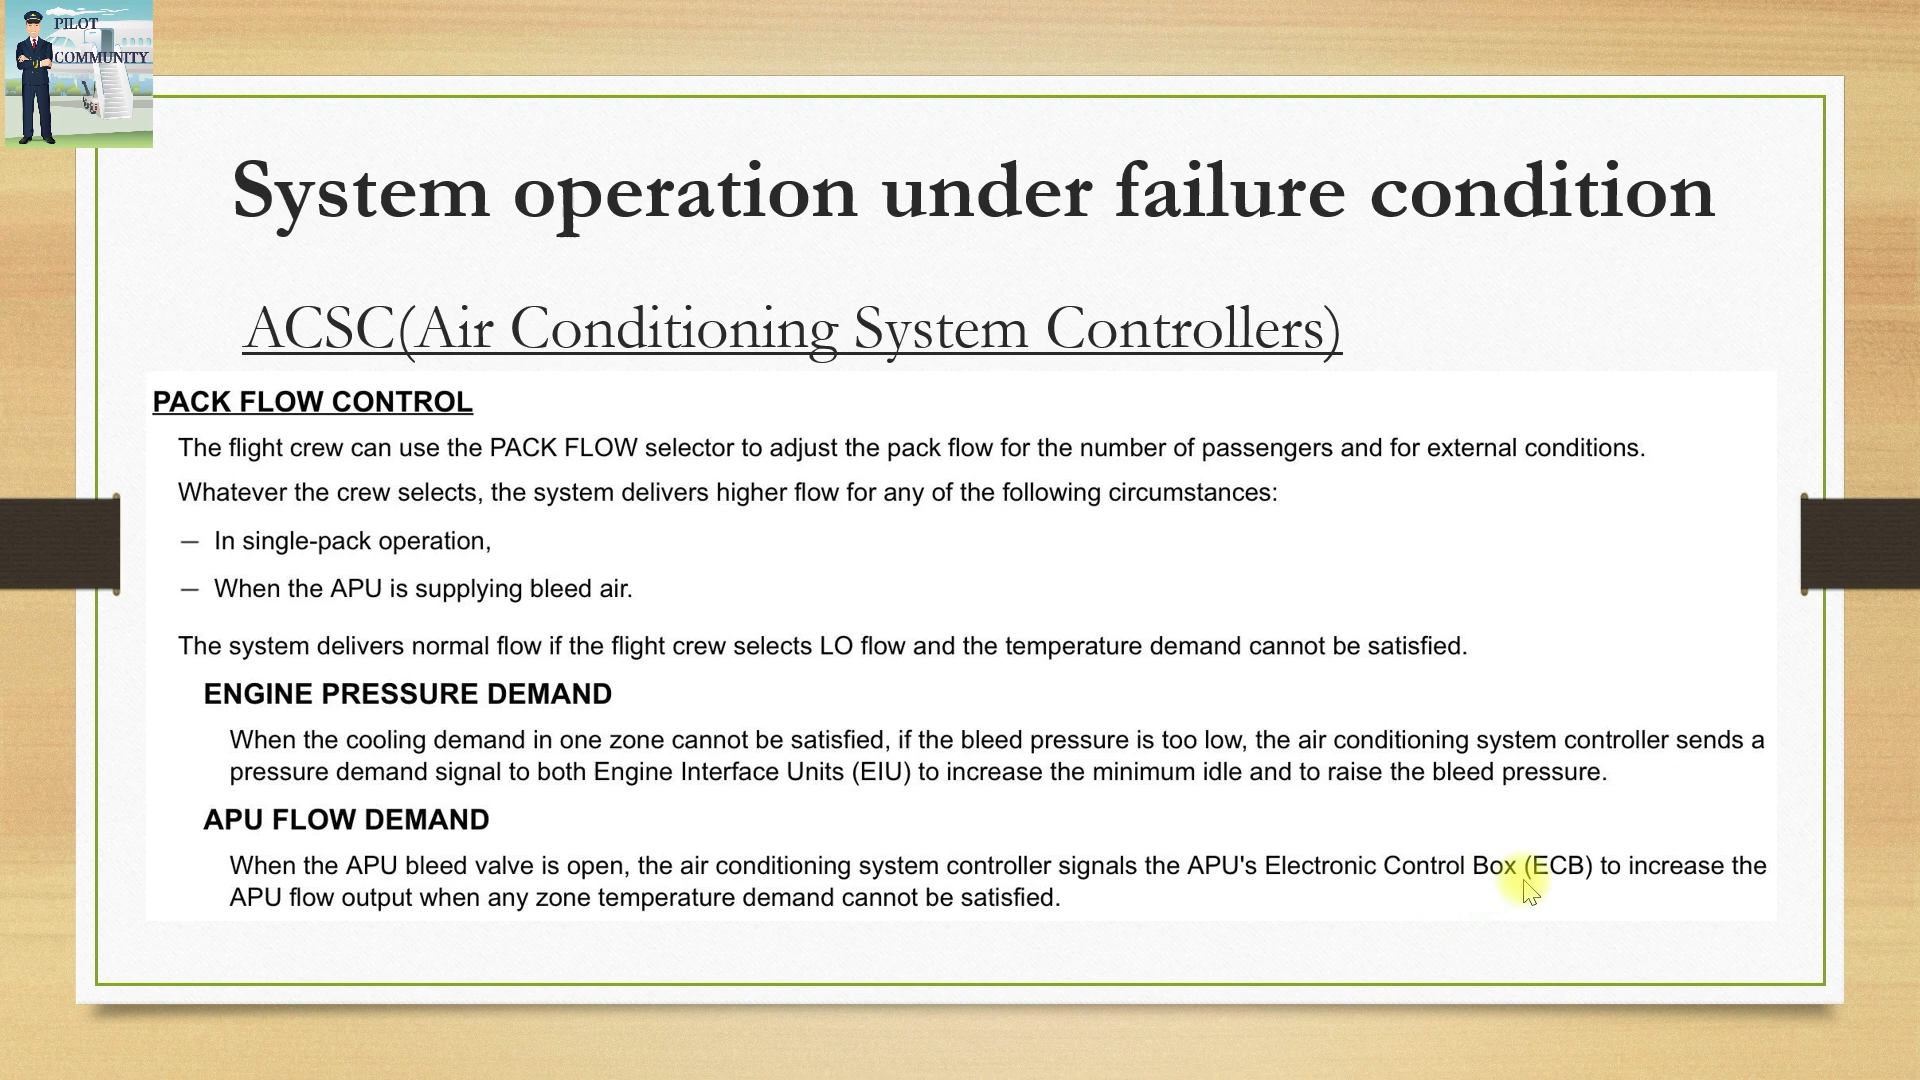 PILOT
COMMUNITY
System operation under failure condition
ACSC(Air Conditioning System Controllers)
PACK FLOW CONTROL
The flight crew can use the PACK FLOW selector to adjust the pack flow for the number of passengers and for external conditions.
Whatever the crew selects, the system delivers higher flow for any of the following circumstances:
— In single-pack operation,
— When the APU is supplying bleed air.
The system delivers normal flow if the flight crew selects LO flow and the temperature demand cannot be satisfied.
ENGINE PRESSURE DEMAND
When the cooling demand in one zone cannot be satisfied, if the bleed pressure is too low, the air conditioning system controller sends a
pressure demand signal to both Engine Interface Units (EIU) to increase the minimum idle and to raise the bleed pressure.
APU FLOW DEMAND
When the APU bleed valve is open, the air conditioning system controller signals the APU's Electronic Control Box (ECB) to increase the
APU flow output when any zone temperature demand cannot be satisfied.